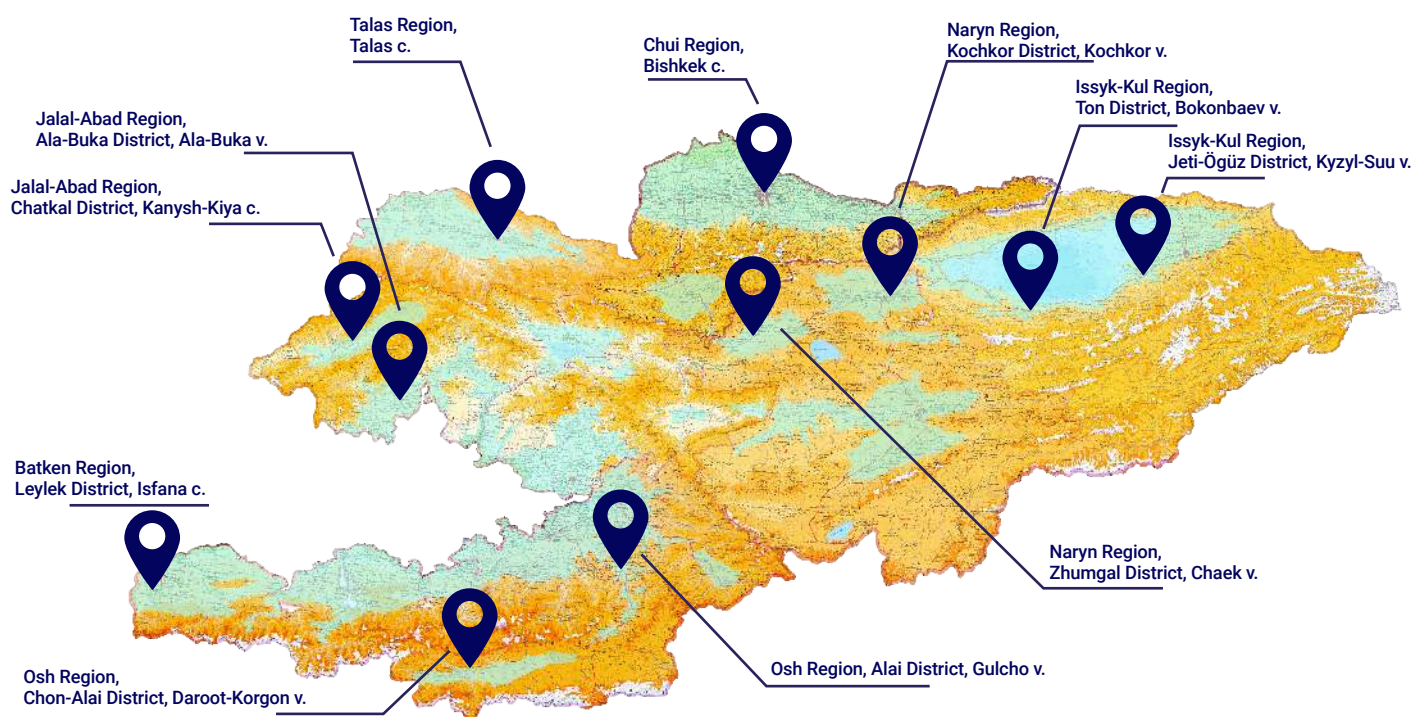 Talas Region,
Talas c.
Chui Region,
Bishkek c.
Naryn Region,
Kochkor District, Kochkor v.
Issyk-Kul Region,
Ton District, Bokonbaev v.
Jalal-Abad Region,
Ala-Buka District, Ala-Buka v.
Issyk-Kul Region,
Jeti-Ögüz District, Kyzyl-Suu v.
Jalal-Abad Region,
Chatkal District, Kanysh-Kiya c.
Batken Region,
Leylek District, Isfana c.
Naryn Region,
Zhumgal District, Chaek v.
Osh Region, Alai District, Gulcho v.
Osh Region,
Chon-Alai District, Daroot-Korgon v.